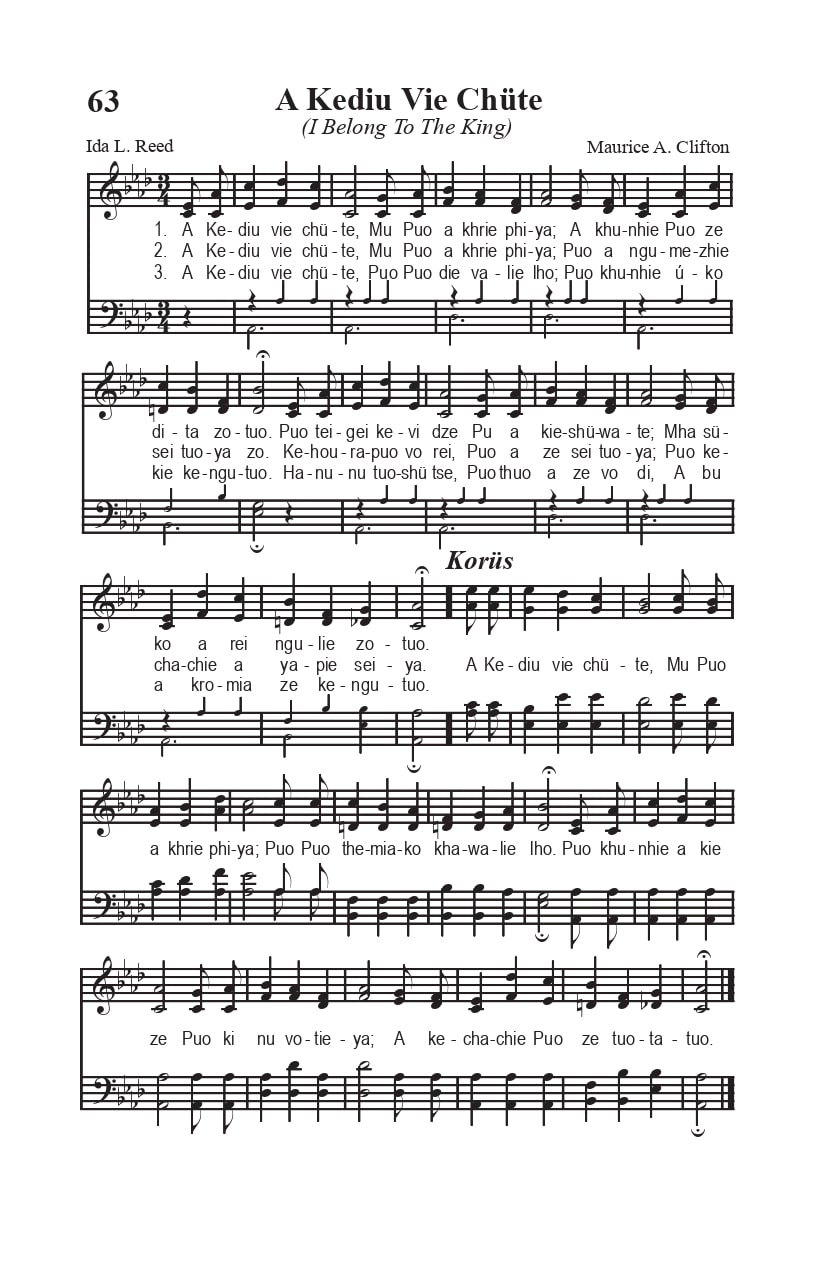 63
A Kediu Vie Chüte
(I Belong To The King)
Ida L. Reed
Maurice A. Clifton
1. A Ke- diu vie chü- te, Mu Puo a khrie phi- ya; A khu- nhie Puo ze
2. A Ke- diu vie chü- te, Mu Puo a khrie phi- ya; Puo a ngu- me- zhie
3. A Ke- diu vie chü- te, Puo Puo die va- lie lho; Puo khu- nhie ú- ko
di- ta zo- tuo. Puo tei- gei ke- vi dze Pu a kie- shü- wa- te; Mha sü-
sei tuo- ya zo. Ke- hou- ra- puo vo rei, Puo a ze sei tuo- ya; Puo ke-
kie ke- ngu- tuo. Ha- nu- nu tuo- shü tse, Puo thuo a ze vo di, A bu
Korüs
ko a rei ngu- lie zo- tuo.
cha- chie a ya- pie sei- ya. A Ke- diu vie chü- te, Mu Puo
a kro- mia ze ke- ngu- tuo.
a khrie phi- ya; Puo Puo the- mia- ko kha- wa- lie lho. Puo khu- nhie a kie
ze Puo ki nu vo- tie- ya; A ke- cha- chie Puo ze tuo- ta- tuo.